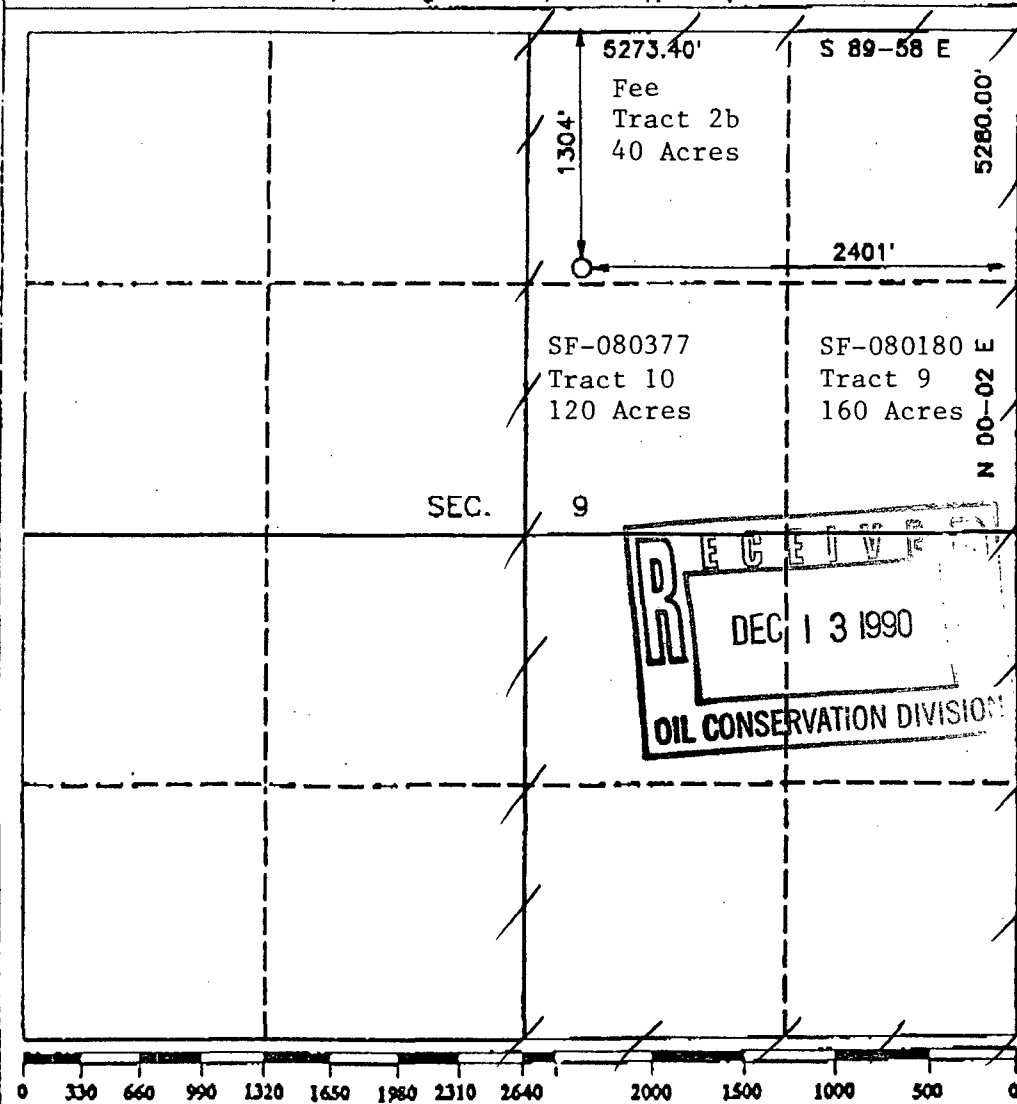 5273.40'
S 89-58 E
Fee
Tract 2b
40 Acres
1304'
5280.00'
2401'
SF-080377
Tract 10
120 Acres
SF-080180
Tract 9
160 Acres
N 00-02 E
SEC. 9
RECEIVED
DEC 13 1990
OIL CONSERVATION DIVISION
0 330 660 990 1320 1650 1980 2310 2640 2000 1500 1000 500 0